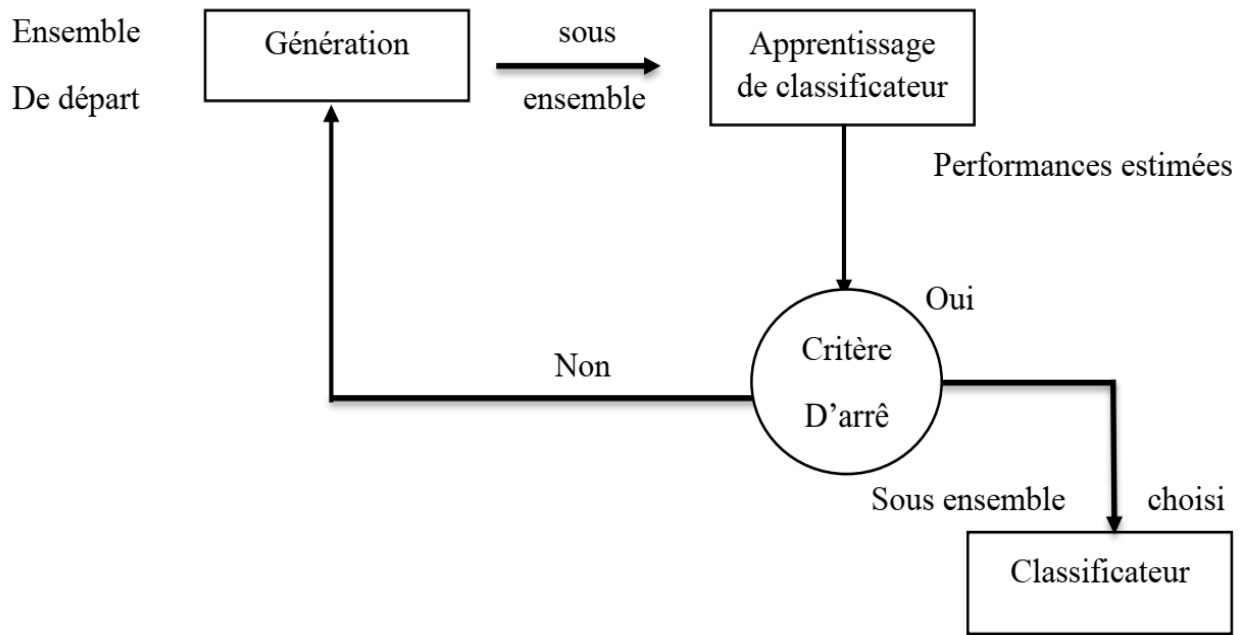 Ensemble
De départ
Génération
sous
ensemble
Apprentissage
de classificateur
Performances estimées
Oui
Critère
D’arrê
Non
Sous ensemble choisi
Classificateur